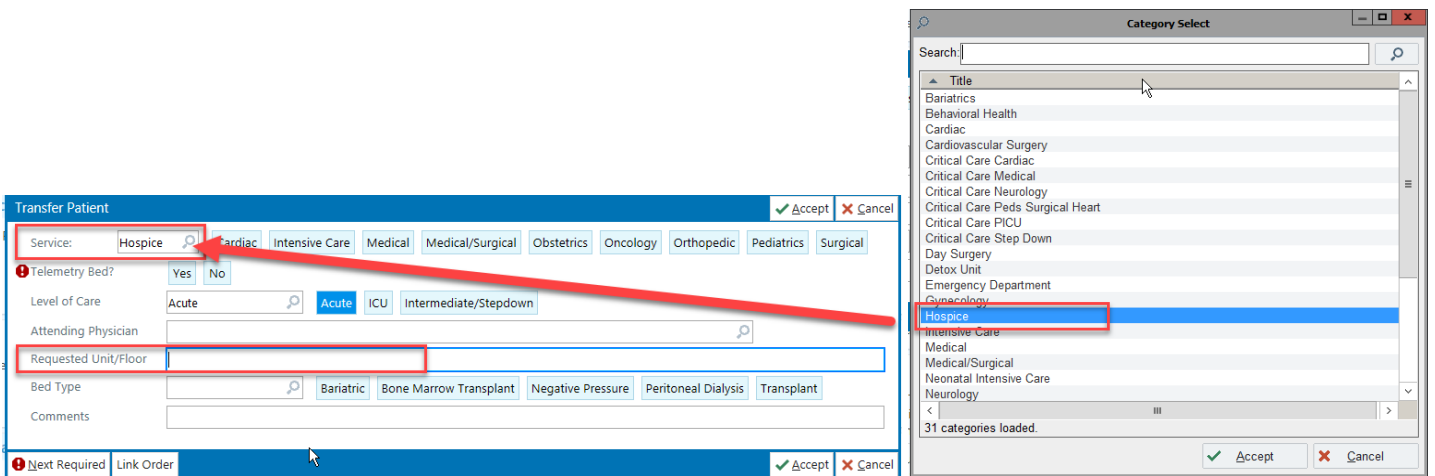 Transfer Patient Accept Cancel
Service: Hospice Cardiac Intensive Care Medical Medical/Surgical Obstetrics Oncology Orthopedic Pediatrics Surgical
Telemetry Bed? Yes No
Level of Care Acute Acute ICU Intermediate/Stepdown
Attending Physician
Requested Unit/Floor
Bed Type Bariatric Bone Marrow Transplant Negative Pressure Peritoneal Dialysis Transplant
Comments
Next Required Link Order Accept Cancel
Category Select
Search:
Title
Bariatrics
Behavioral Health
Cardiac
Cardiovascular Surgery
Critical Care Cardiac
Critical Care Medical
Critical Care Neurology
Critical Care Peds Surgical Heart
Critical Care PICU
Critical Care Step Down
Day Surgery
Detox Unit
Emergency Department
Gynecology
Hospice
Intensive Care
Medical
Medical/Surgical
Neonatal Intensive Care
Neurology
31 categories loaded.
Accept Cancel